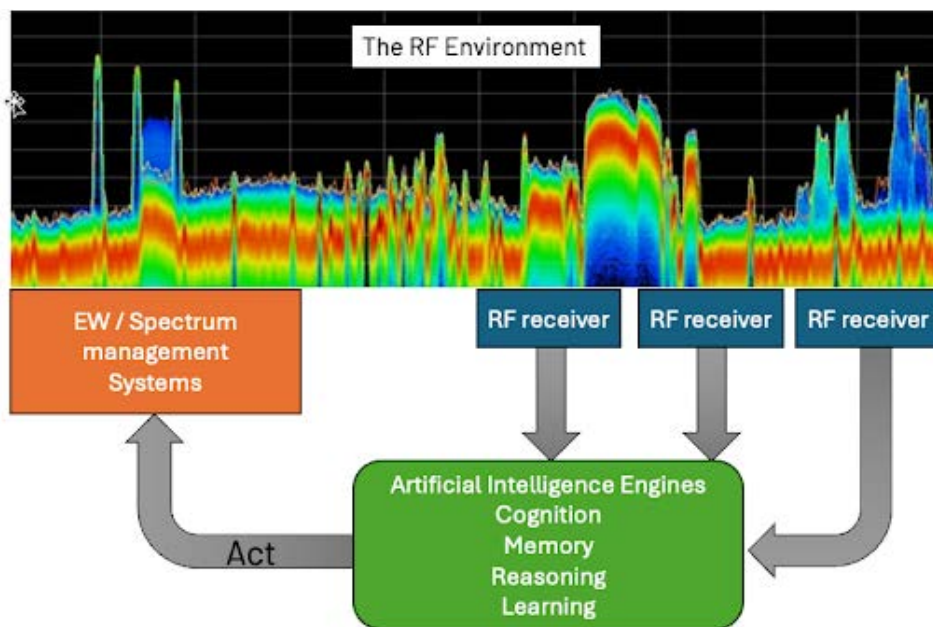 The RF Environment
EW / Spectrum
management
Systems
RF receiver
RF receiver
RF receiver
Artificial Intelligence Engines
Cognition
Memory
Reasoning
Learning
Act